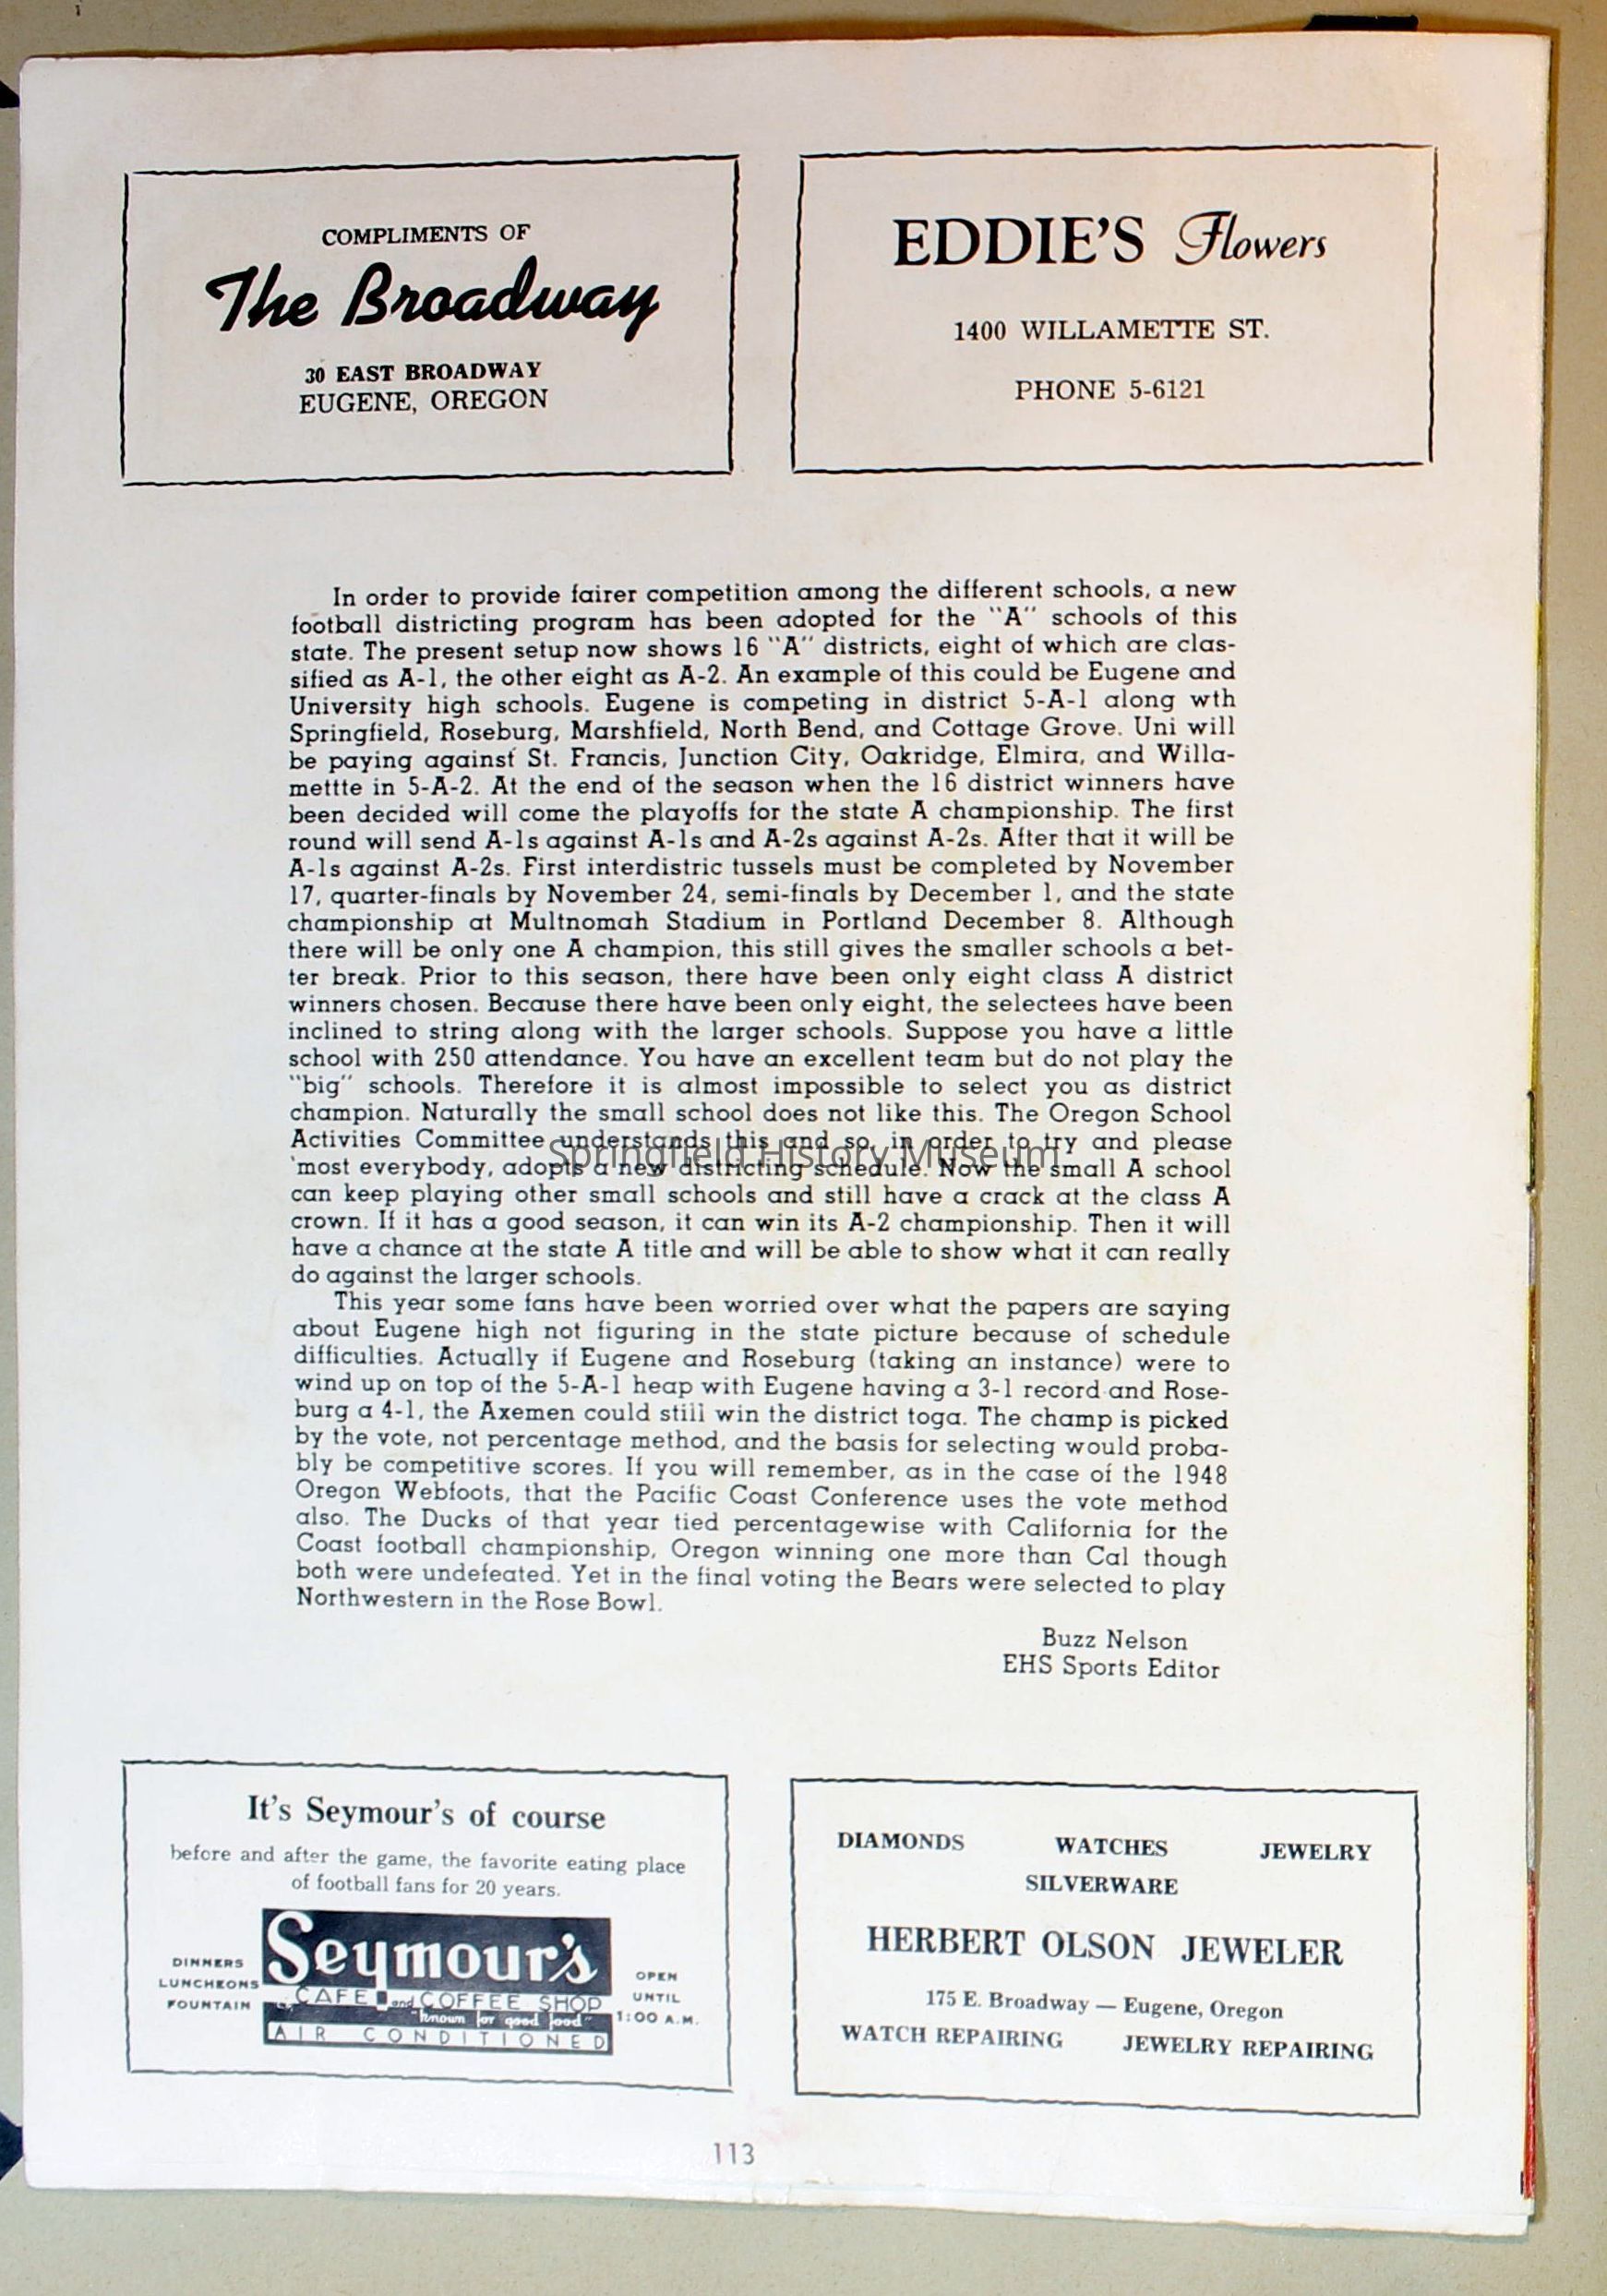 COMPLIMENTS OF
The Broadway
30 EAST BROADWAY
EUGENE, OREGON
EDDIE'S Flowers
1400 WILLAMETTE ST.
PHONE 5-6121
In order to provide fairer competition among the different schools, a new
football districting program has been adopted for the "A" schools of this
state. The present setup now shows 16 "A" districts, eight of which are clas-
sified as A-1, the other eight as A-2. An example of this could be Eugene and
University high schools. Eugene is competing in district 5-A-1 along wth
Springfield, Roseburg, Marshfield, North Bend, and Cottage Grove. Uni will
be paying against St. Francis, Junction City, Oakridge, Elmira, and Willa-
mettte in 5-A-2. At the end of the season when the 16 district winners have
been decided will come the playoffs for the state A championship. The first
round will send A-1s against A-1s and A-2s against A-2s. After that it will be
A-1s against A-2s. First interdistric tussels must be completed by November
17, quarter-finals by November 24, semi-finals by December 1, and the state
championship at Multnomah Stadium in Portland December 8. Although
there will be only one A champion, this still gives the smaller schools a bet-
ter break. Prior to this season, there have been only eight class A district
winners chosen. Because there have been only eight, the selectees have been
inclined to string along with the larger schools. Suppose you have a little
school with 250 attendance. You have an excellent team but do not play the
"big" schools. Therefore it is almost impossible to select you as district
champion. Naturally the small school does not like this. The Oregon School
Activities Committee understands this and so, in order to try and please
'most everybody, adopts a new districting schedule. Now the small A school
can keep playing other small schools and still have a crack at the class A
crown. If it has a good season, it can win its A-2 championship. Then it will
have a chance at the state A title and will be able to show what it can really
do against the larger schools.
This year some fans have been worried over what the papers are saying
about Eugene high not figuring in the state picture because of schedule
difficulties. Actually if Eugene and Roseburg (taking an instance) were to
wind up on top of the 5-A-1 heap with Eugene having a 3-1 record and Rose-
burg a 4-1, the Axemen could still win the district toga. The champ is picked
by the vote, not percentage method, and the basis for selecting would proba-
bly be competitive scores. If you will remember, as in the case of the 1948
Oregon Webfoots, that the Pacific Coast Conference uses the vote method
also. The Ducks of that year tied percentagewise with California for the
Coast football championship, Oregon winning one more than Cal though
both were undefeated. Yet in the final voting the Bears were selected to play
Northwestern in the Rose Bowl.
Buzz Nelson
EHS Sports Editor
Springfield History Museum
It's Seymour's of course
before and after the game, the favorite eating place
of football fans for 20 years.
DINNERS
LUNCHEONS
FOUNTAIN
Seymour's
CAFE and COFFEE SHOP
"known for good food"
AIR CONDITIONED
OPEN
UNTIL
1:00 A.M.
DIAMONDS WATCHES JEWELRY
SILVERWARE
HERBERT OLSON JEWELER
175 E. Broadway — Eugene, Oregon
WATCH REPAIRING JEWELRY REPAIRING
113